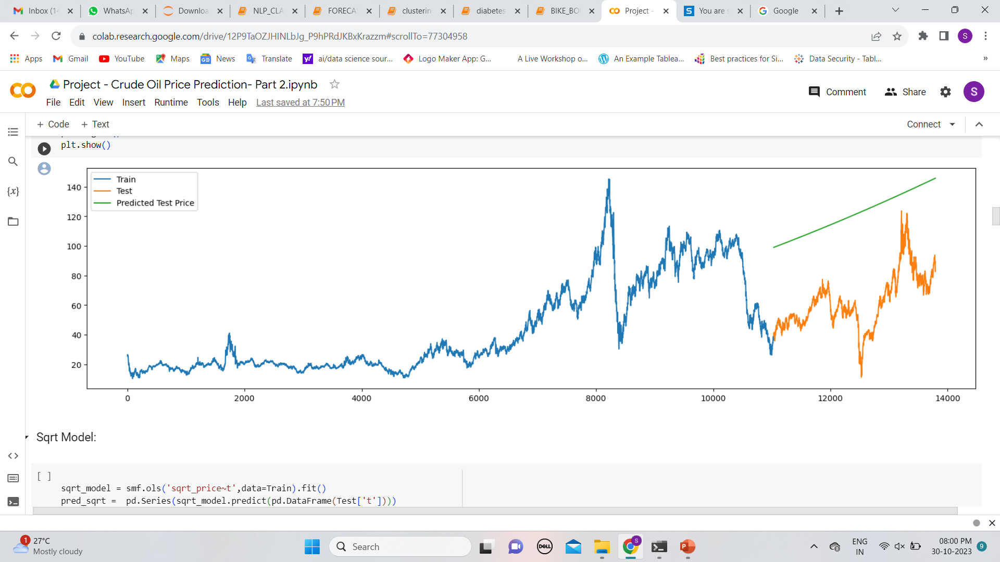 Inbox (14
WhatsAp
Downloa
NLP_CLA
FORECAS
clusterin
diabetes
BIKE_BO
Project -
You are s
Google
colab.research.google.com/drive/12P9TaOZJHINLbJg_P9hPRdJKBxKrazzm#scrollTo=77304958
S
Apps
Gmail
YouTube
Maps
News
Translate
ai/data science sour...
Logo Maker App: G...
A Live Workshop o...
An Example Tablea...
Best practices for Si...
Data Security - Tabl...
»
Project - Crude Oil Price Prediction- Part 2.ipynb
Comment
Share
S
File Edit View Insert Runtime Tools Help Last saved at 7:50 PM
+ Code + Text
Connect
plt.show()
{x}
Train
Test
Predicted Test Price
140
120
100
80
60
40
20
0 2000 4000 6000 8000 10000 12000 14000
Sqrt Model:
[ ]
sqrt_model = smf.ols('sqrt_price~t',data=Train).fit()
pred_sqrt =  pd.Series(sqrt_model.predict(pd.DataFrame(Test['t'])))
1
27°C
Mostly cloudy
Search
DELL
S
P
ENG
IN
08:00 PM
30-10-2023
9